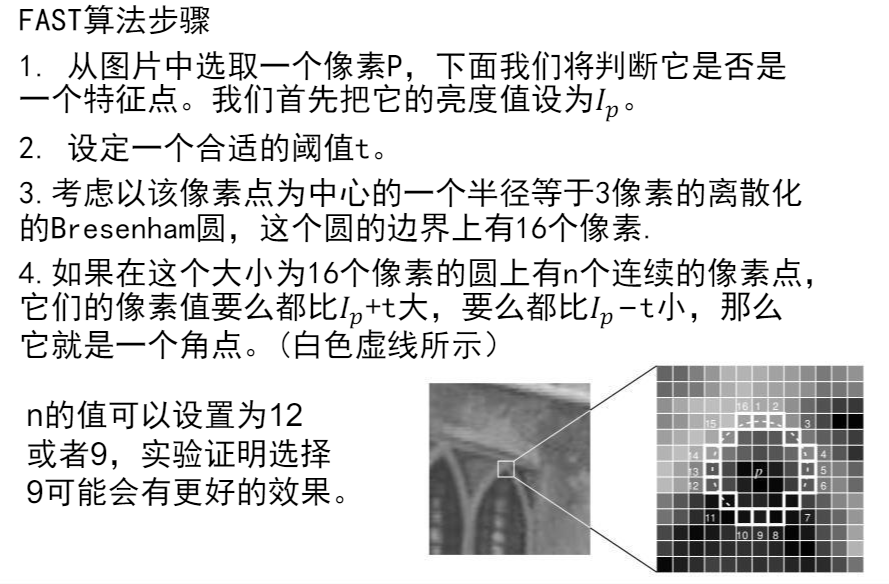 FAST算法步骤
1. 从图片中选取一个像素P，下面我们将判断它是否是
一个特征点。我们首先把它的亮度值设为Iₚ。
2. 设定一个合适的阈值t。
3.考虑以该像素点为中心的一个半径等于3像素的离散化
的Bresenham圆，这个圆的边界上有16个像素.
4.如果在这个大小为16个像素的圆上有n个连续的像素点，
它们的像素值要么都比Iₚ+t大，要么都比Iₚ−t小，那么
它就是一个角点。(白色虚线所示)
n的值可以设置为12
或者9，实验证明选择
9可能会有更好的效果。
16 1 2
15 3
14 4
13 p 5
12 6
11 7
10 9 8